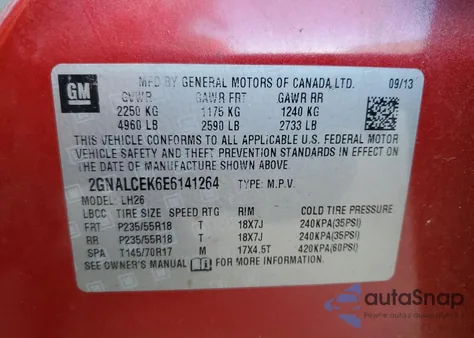 GM
MFD BY GENERAL MOTORS OF CANADA LTD. 09/13
GVWR GAWR FRT GAWR RR
2250 KG 1175 KG 1240 KG
4960 LB 2590 LB 2733 LB
THIS VEHICLE CONFORMS TO ALL APPLICABLE U.S. FEDERAL MOTOR
VEHICLE SAFETY AND THEFT PREVENTION STANDARDS IN EFFECT ON
THE DATE OF MANUFACTURE SHOWN ABOVE.
2GNALCEK6E6141264 TYPE: M.P.V.
MODEL: LH26
LBCC TIRE SIZE SPEED RTG RIM COLD TIRE PRESSURE
FRT P235/55R18 T 18X7J 240KPA(35PSI)
RR P235/55R18 T 18X7J 240KPA(35PSI)
SPA T145/70R17 M 17X4.5T 420KPA(60PSI)
SEE OWNER'S MANUAL FOR MORE INFORMATION.
autoSnap